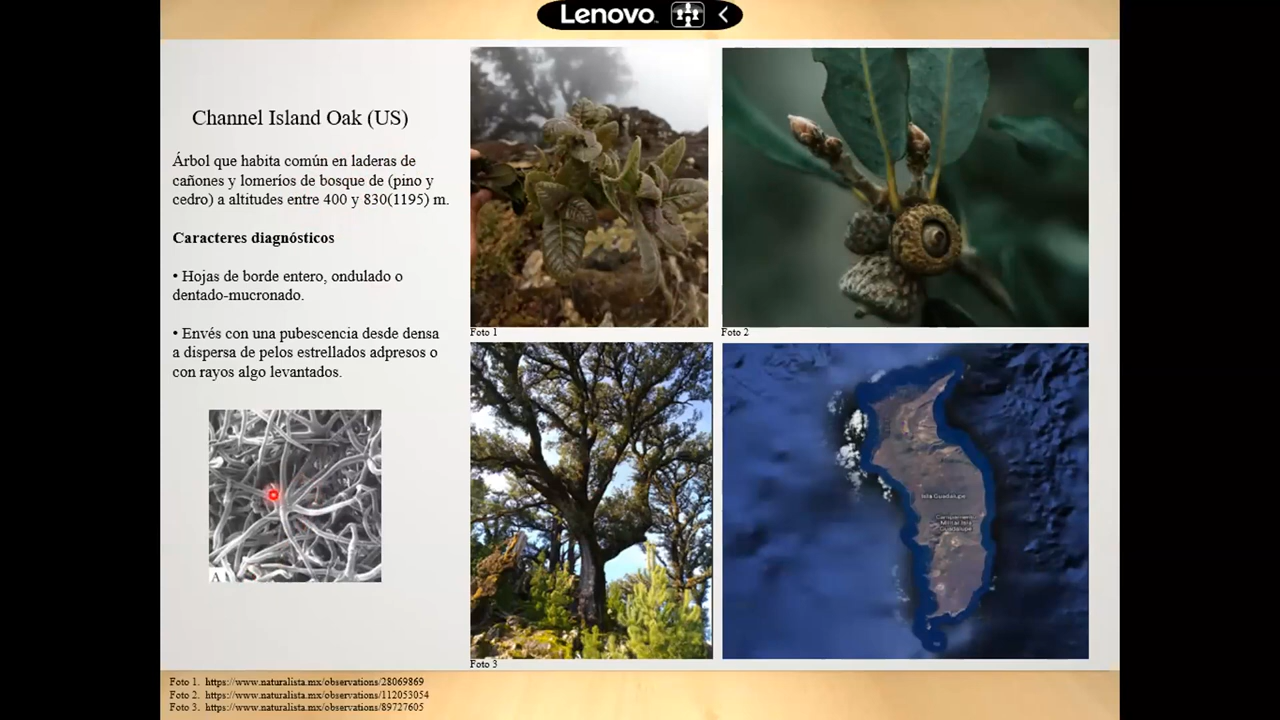 Lenovo
Channel Island Oak (US)
Árbol que habita común en laderas de
cañones y lomeríos de bosque de (pino y
cedro) a altitudes entre 400 y 830(1195) m.
Caracteres diagnósticos
• Hojas de borde entero, ondulado o
dentado-mucronado.
• Envés con una pubescencia desde densa
a dispersa de pelos estrellados adpresos o
con rayos algo levantados.
A
Foto 1
Foto 2
Isla Guadalupe
Campamento
Militar Isla
Guadalupe
Foto 3
Foto 1. https://www.naturalista.mx/observations/28069869
Foto 2. https://www.naturalista.mx/observations/112053054
Foto 3. https://www.naturalista.mx/observations/89727605